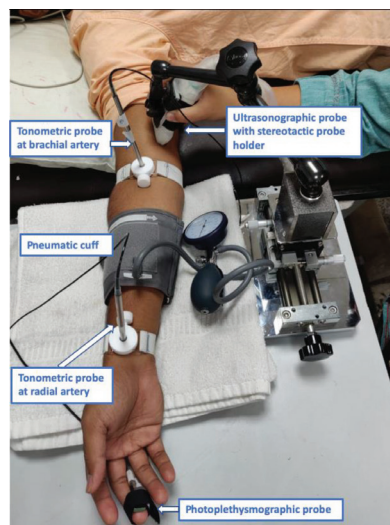 Tonometric probe
at brachial artery
Ultrasonographic probe
with stereotactic probe
holder
Pneumatic cuff
Tonometric probe
at radial artery
Photoplethysmographic probe